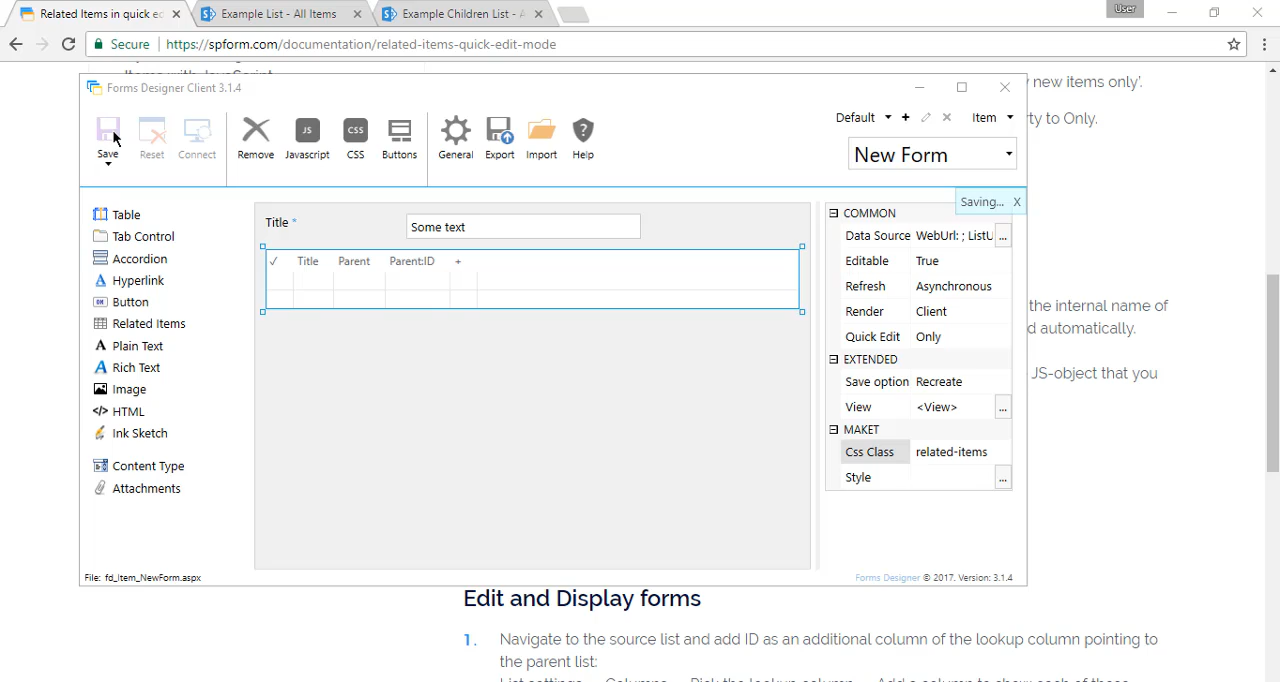 Related Items in quick ed
Example List - All Items
Example Children List - A
User
Secure
https://spform.com/documentation/related-items-quick-edit-mode
Items with JavaScript
new items only'.
Forms Designer Client 3.1.4
rty to Only.
Save
Reset
Connect
Remove
JS
Javascript
CSS
CSS
Buttons
General
Export
Import
Help
Default
Item
New Form
Saving... X
Table
Tab Control
Accordion
Hyperlink
Button
Related Items
Plain Text
Rich Text
Image
HTML
Ink Sketch
Content Type
Attachments
Title *
Some text
✓ Title Parent Parent:ID +
COMMON
Data Source WebUrl: ; ListU ...
Editable True
Refresh Asynchronous
Render Client
Quick Edit Only
EXTENDED
Save option Recreate
View <View> ...
MAKET
Css Class related-items
Style ...
the internal name of
d automatically.
JS-object that you
File: fd_Item_NewForm.aspx
Forms Designer © 2017. Version: 3.1.4
Edit and Display forms
1. Navigate to the source list and add ID as an additional column of the lookup column pointing to
the parent list: